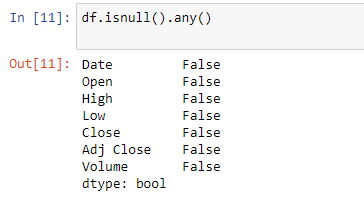 In [11]: df.isnull().any()
Out[11]: Date False
Open False
High False
Low False
Close False
Adj Close False
Volume False
dtype: bool